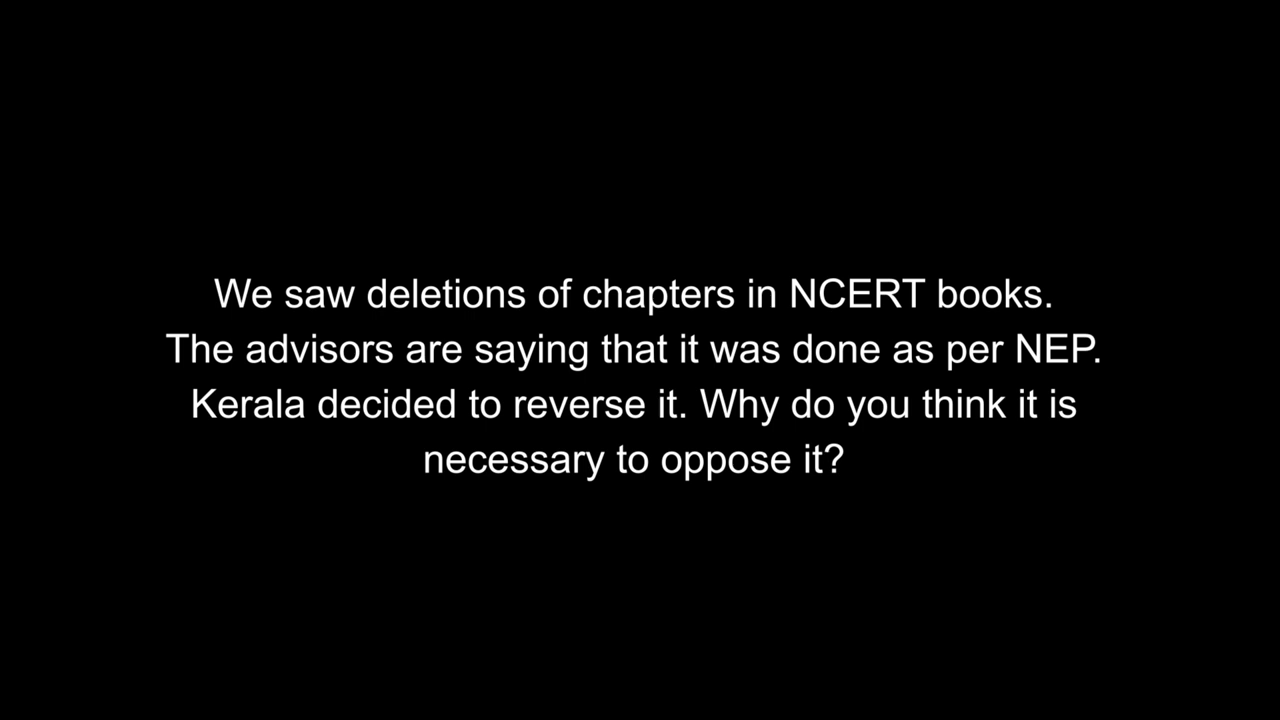 We saw deletions of chapters in NCERT books.
The advisors are saying that it was done as per NEP.
Kerala decided to reverse it. Why do you think it is
necessary to oppose it?